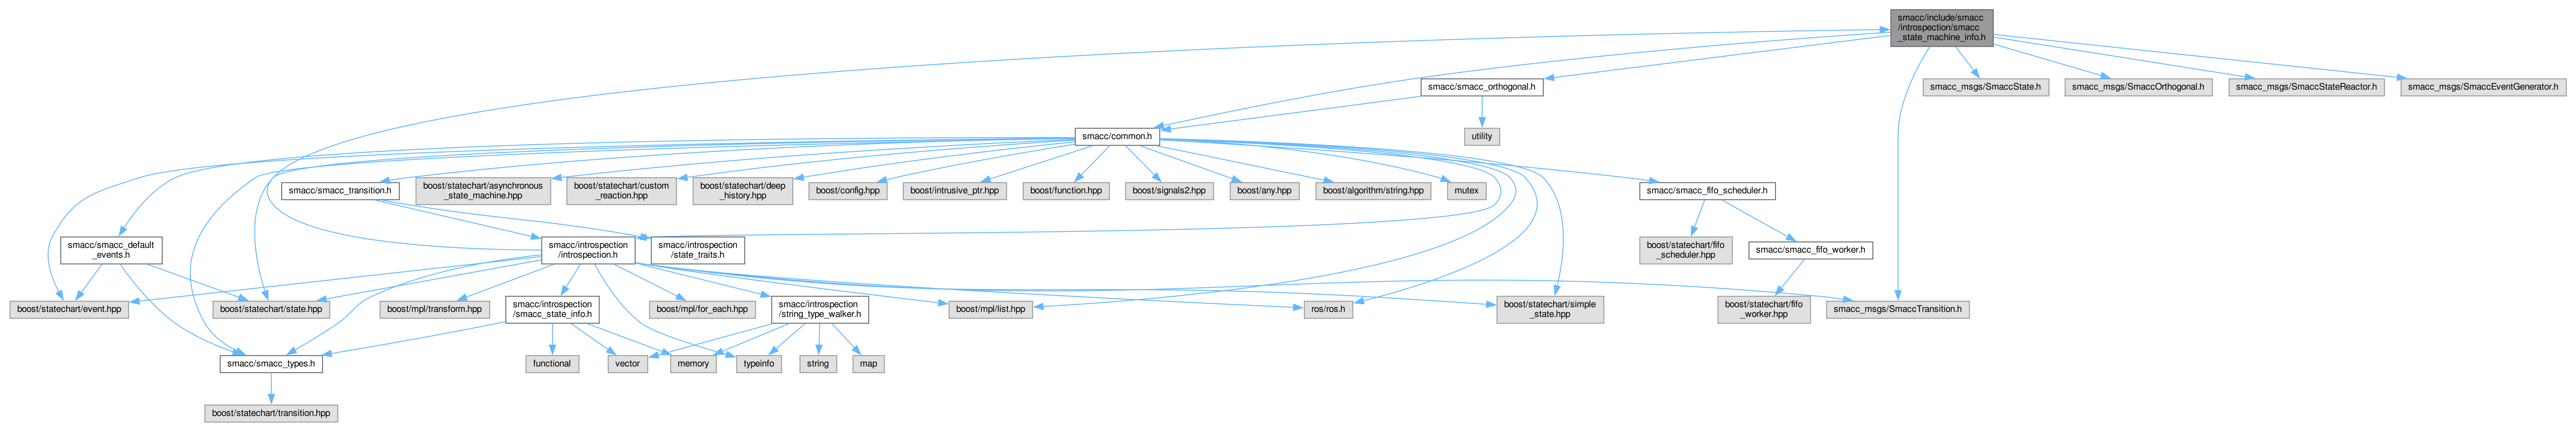 smacc/include/smacc
/introspection/smacc
_state_machine_info.h
smacc/smacc_orthogonal.h
smacc_msgs/SmaccState.h
smacc_msgs/SmaccOrthogonal.h
smacc_msgs/SmaccStateReactor.h
smacc_msgs/SmaccEventGenerator.h
smacc/common.h
utility
smacc/smacc_transition.h
boost/statechart/asynchronous
_state_machine.hpp
boost/statechart/custom
_reaction.hpp
boost/statechart/deep
_history.hpp
boost/config.hpp
boost/intrusive_ptr.hpp
boost/function.hpp
boost/signals2.hpp
boost/any.hpp
boost/algorithm/string.hpp
mutex
smacc/smacc_fifo_scheduler.h
smacc/smacc_default
_events.h
smacc/introspection
/introspection.h
smacc/introspection
/state_traits.h
boost/statechart/fifo
_scheduler.hpp
smacc/smacc_fifo_worker.h
boost/statechart/event.hpp
boost/statechart/state.hpp
boost/mpl/transform.hpp
smacc/introspection
/smacc_state_info.h
boost/mpl/for_each.hpp
smacc/introspection
/string_type_walker.h
boost/mpl/list.hpp
ros/ros.h
boost/statechart/simple
_state.hpp
boost/statechart/fifo
_worker.hpp
smacc_msgs/SmaccTransition.h
smacc/smacc_types.h
functional
vector
memory
typeinfo
string
map
boost/statechart/transition.hpp